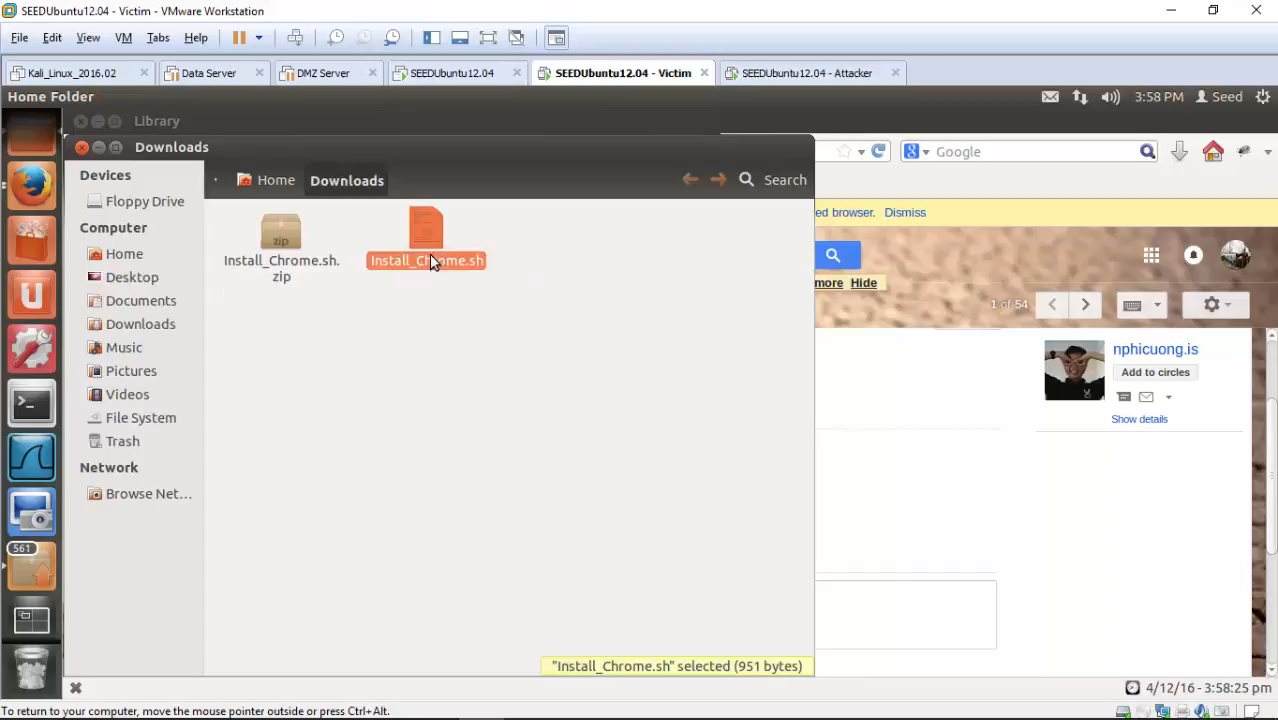 SEEDUbuntu12.04 - Victim - VMware Workstation
File Edit View VM Tabs Help
Kali_Linux_2016.02
Data Server
DMZ Server
SEEDUbuntu12.04
SEEDUbuntu12.04 - Victim
SEEDUbuntu12.04 - Attacker
Home Folder
3:58 PM
Seed
Library
Downloads
Home
Downloads
Search
Google
Devices
Floppy Drive
Computer
Home
Desktop
Documents
Downloads
Music
Pictures
Videos
File System
Trash
Network
Browse Net...
zip
Install_Chrome.sh.
zip
Install_Chrome.sh
ed browser. Dismiss
more Hide
1 of 54
nphicuong.is
Add to circles
Show details
561
"Install_Chrome.sh" selected (951 bytes)
4/12/16 - 3:58:25 pm
To return to your computer, move the mouse pointer outside or press Ctrl+Alt.